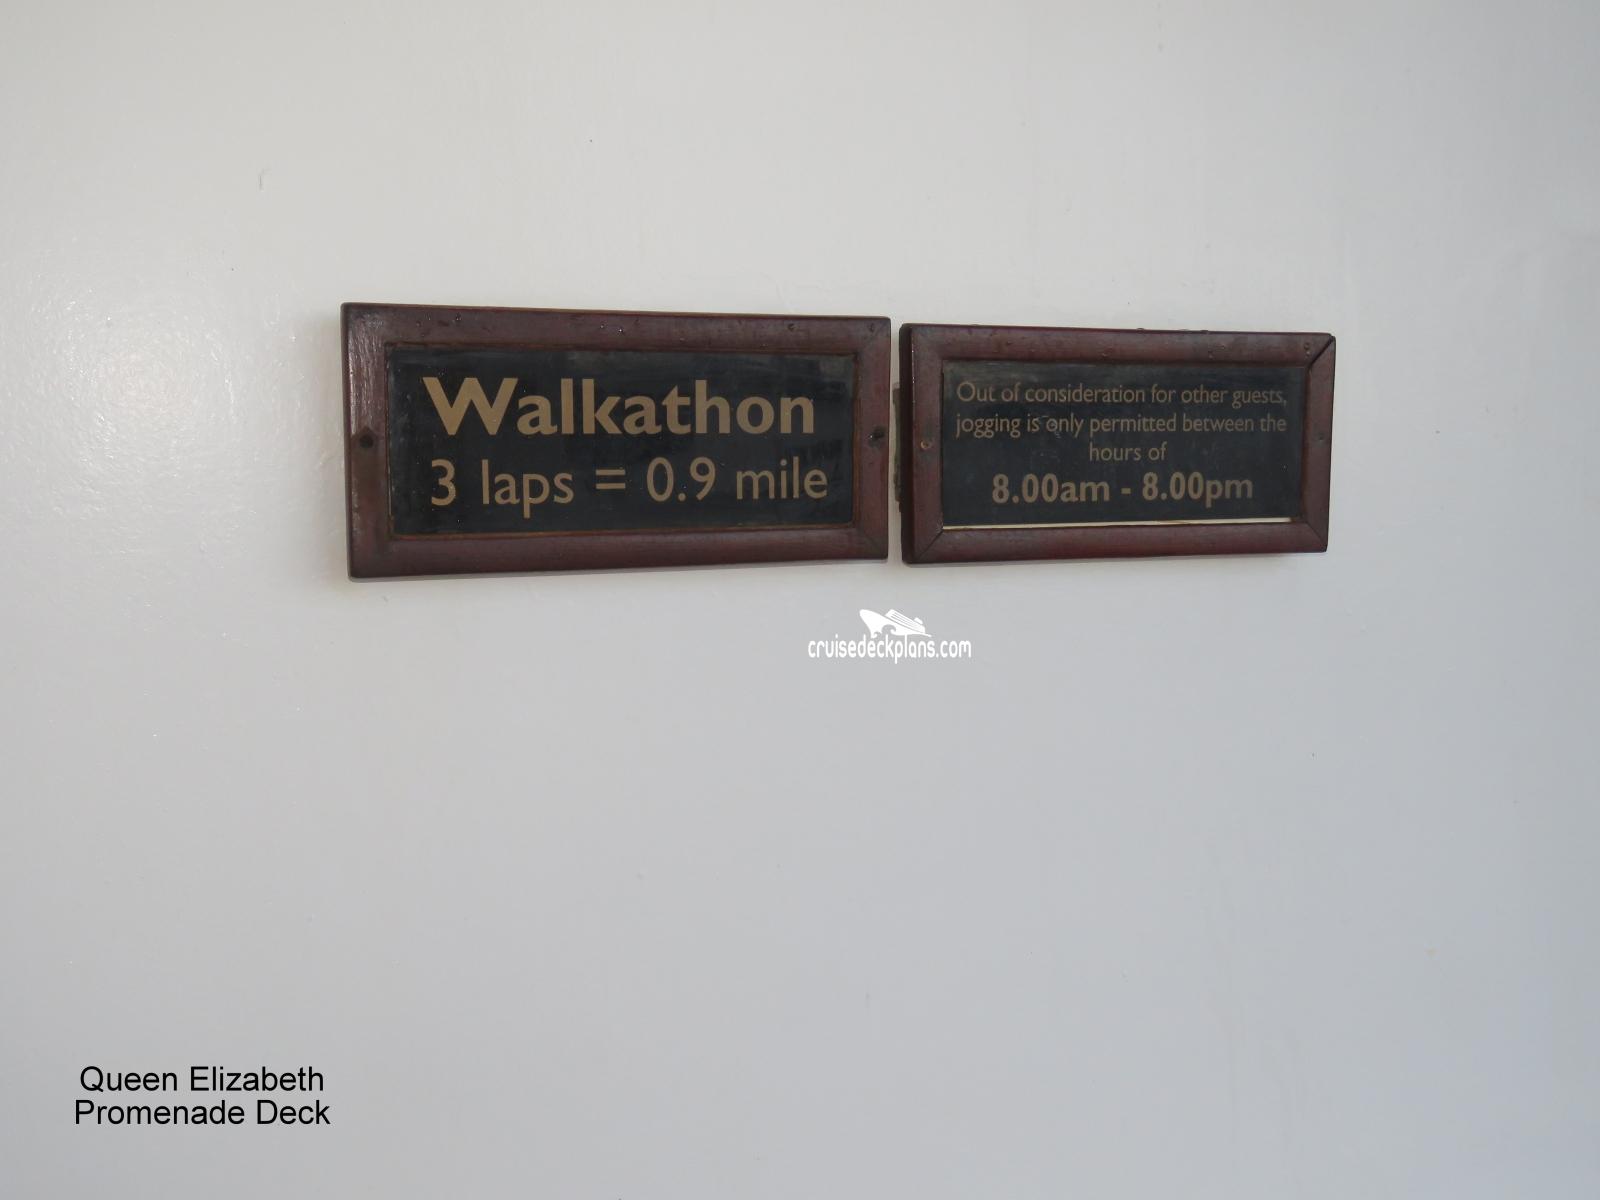 Walkathon
3 laps = 0.9 mile
Out of consideration for other guests,
jogging is only permitted between the
hours of
8.00am - 8.00pm
cruisedeckplans.com
Queen Elizabeth
Promenade Deck